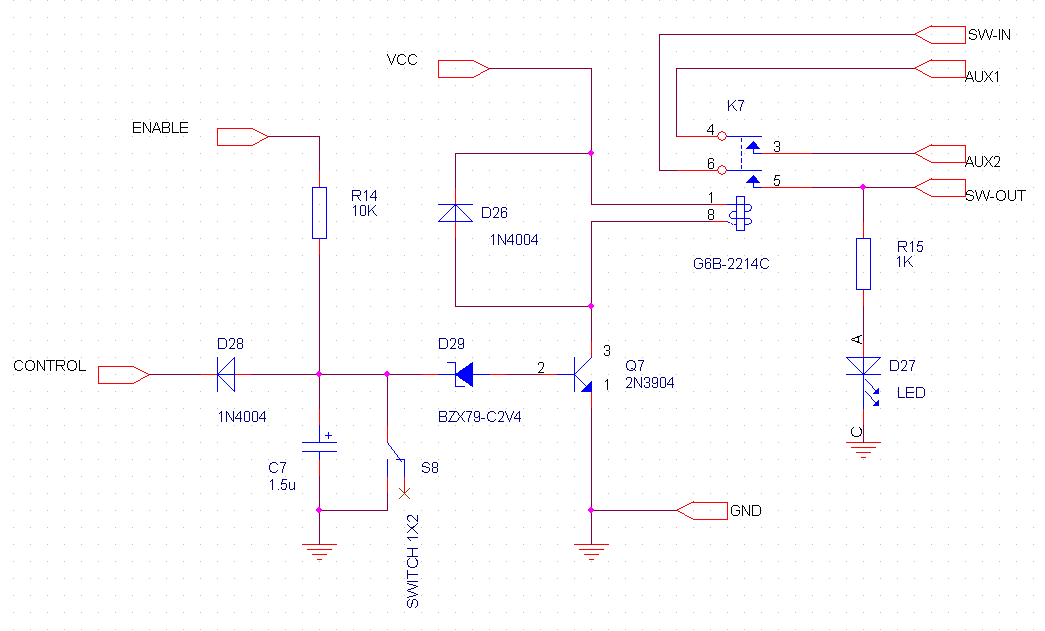 SW-IN
VCC
AUX1
K7
ENABLE
4
3
6
AUX2
5
R14
10K
1
SW-OUT
D26
8
1N4004
R15
1K
G6B-2214C
A
D28
D29
3
CONTROL
2
Q7
D27
1
2N3904
LED
1N4004
BZX79-C2V4
+
C
C7
S8
1.5u
GND
SWITCH 1X2